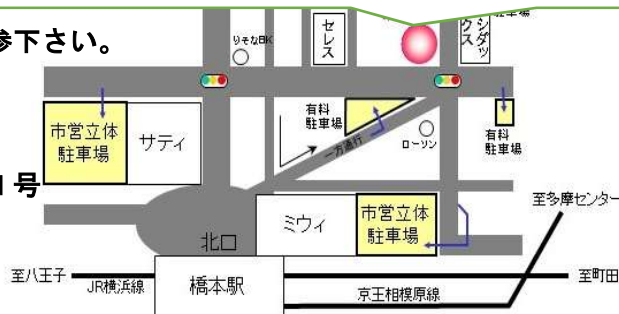 参下さい。
りそなBK
セレス
シダックス
駐車場
市営立体
駐車場
サティ
有料
駐車場
一方通行
ローソン
有料
駐車場
号
至多摩センター
ミウィ
市営立体
駐車場
北口
至八王子
JR横浜線
橋本駅
京王相模原線
至町田